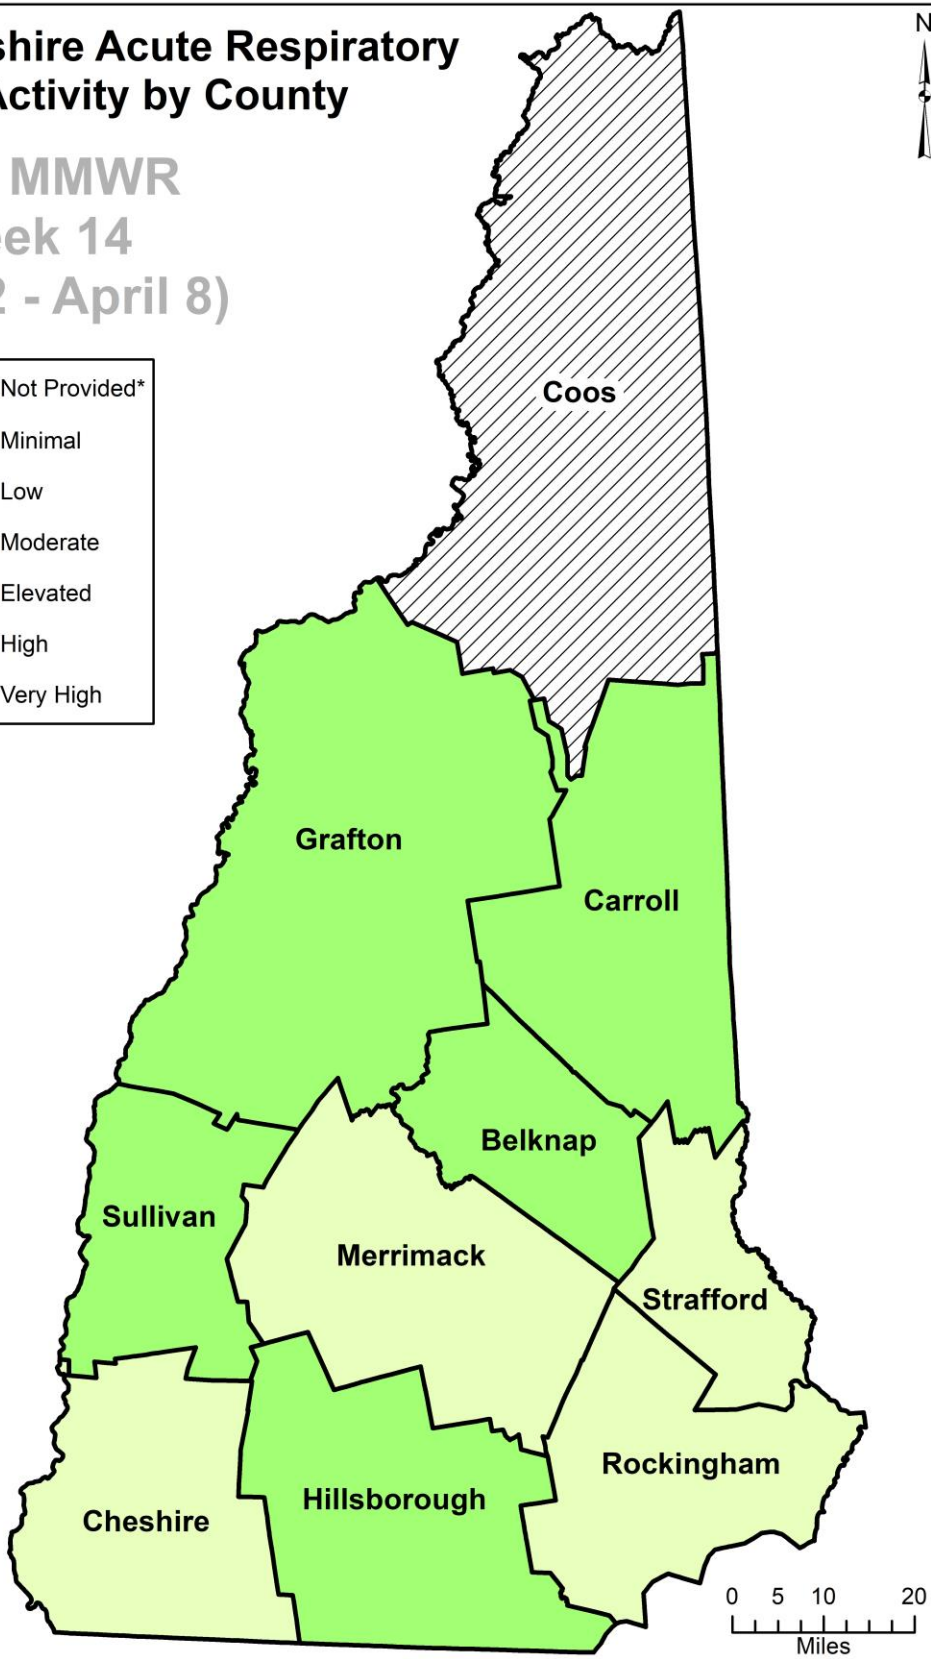 shire Acute Respiratory
Activity by County
MMWR
eek 14
2 - April 8)
N
Not Provided*
Minimal
Low
Moderate
Elevated
High
Very High
Coos
Grafton
Carroll
Belknap
Sullivan
Merrimack
Strafford
Rockingham
Hillsborough
Cheshire
0 5 10 20
Miles